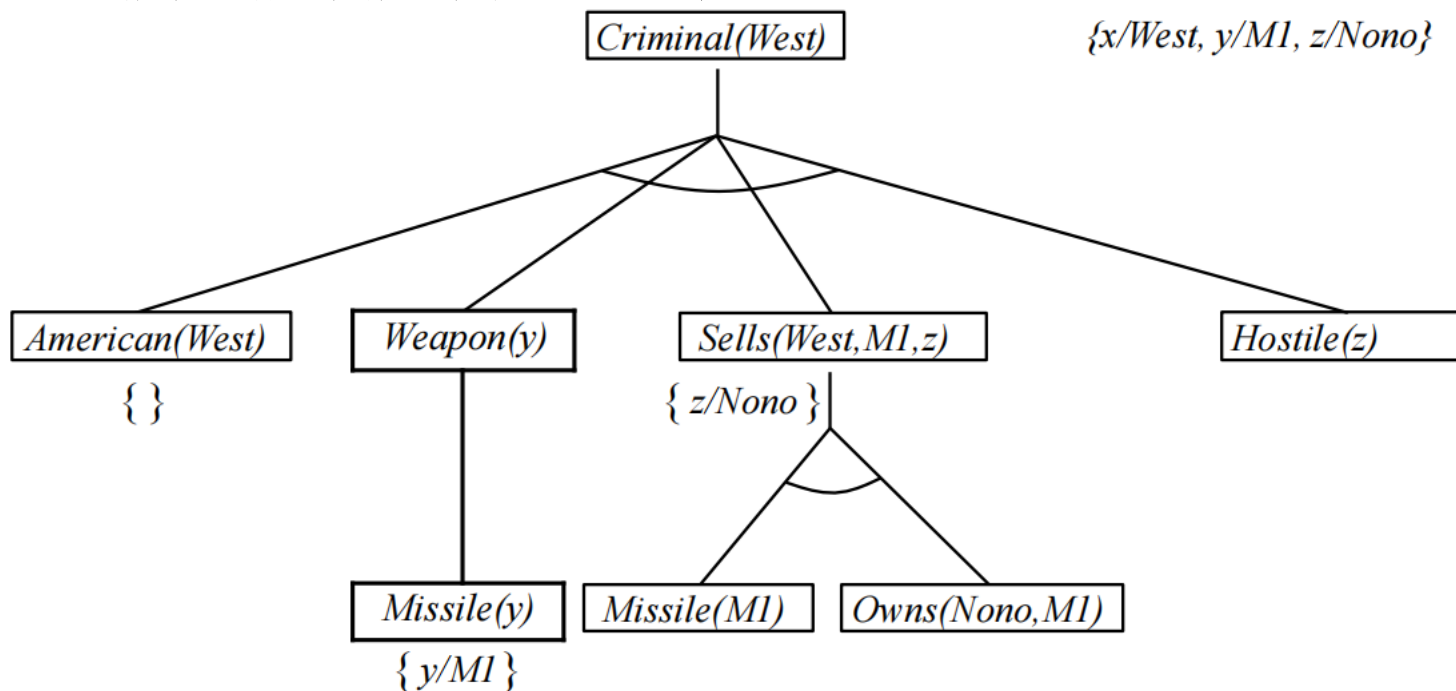 Criminal(West)
{x/West, y/M1, z/Nono}
American(West)
Weapon(y)
Sells(West,M1,z)
Hostile(z)
{ }
{ z/Nono }
Missile(y)
Missile(M1)
Owns(Nono,M1)
{ y/M1 }